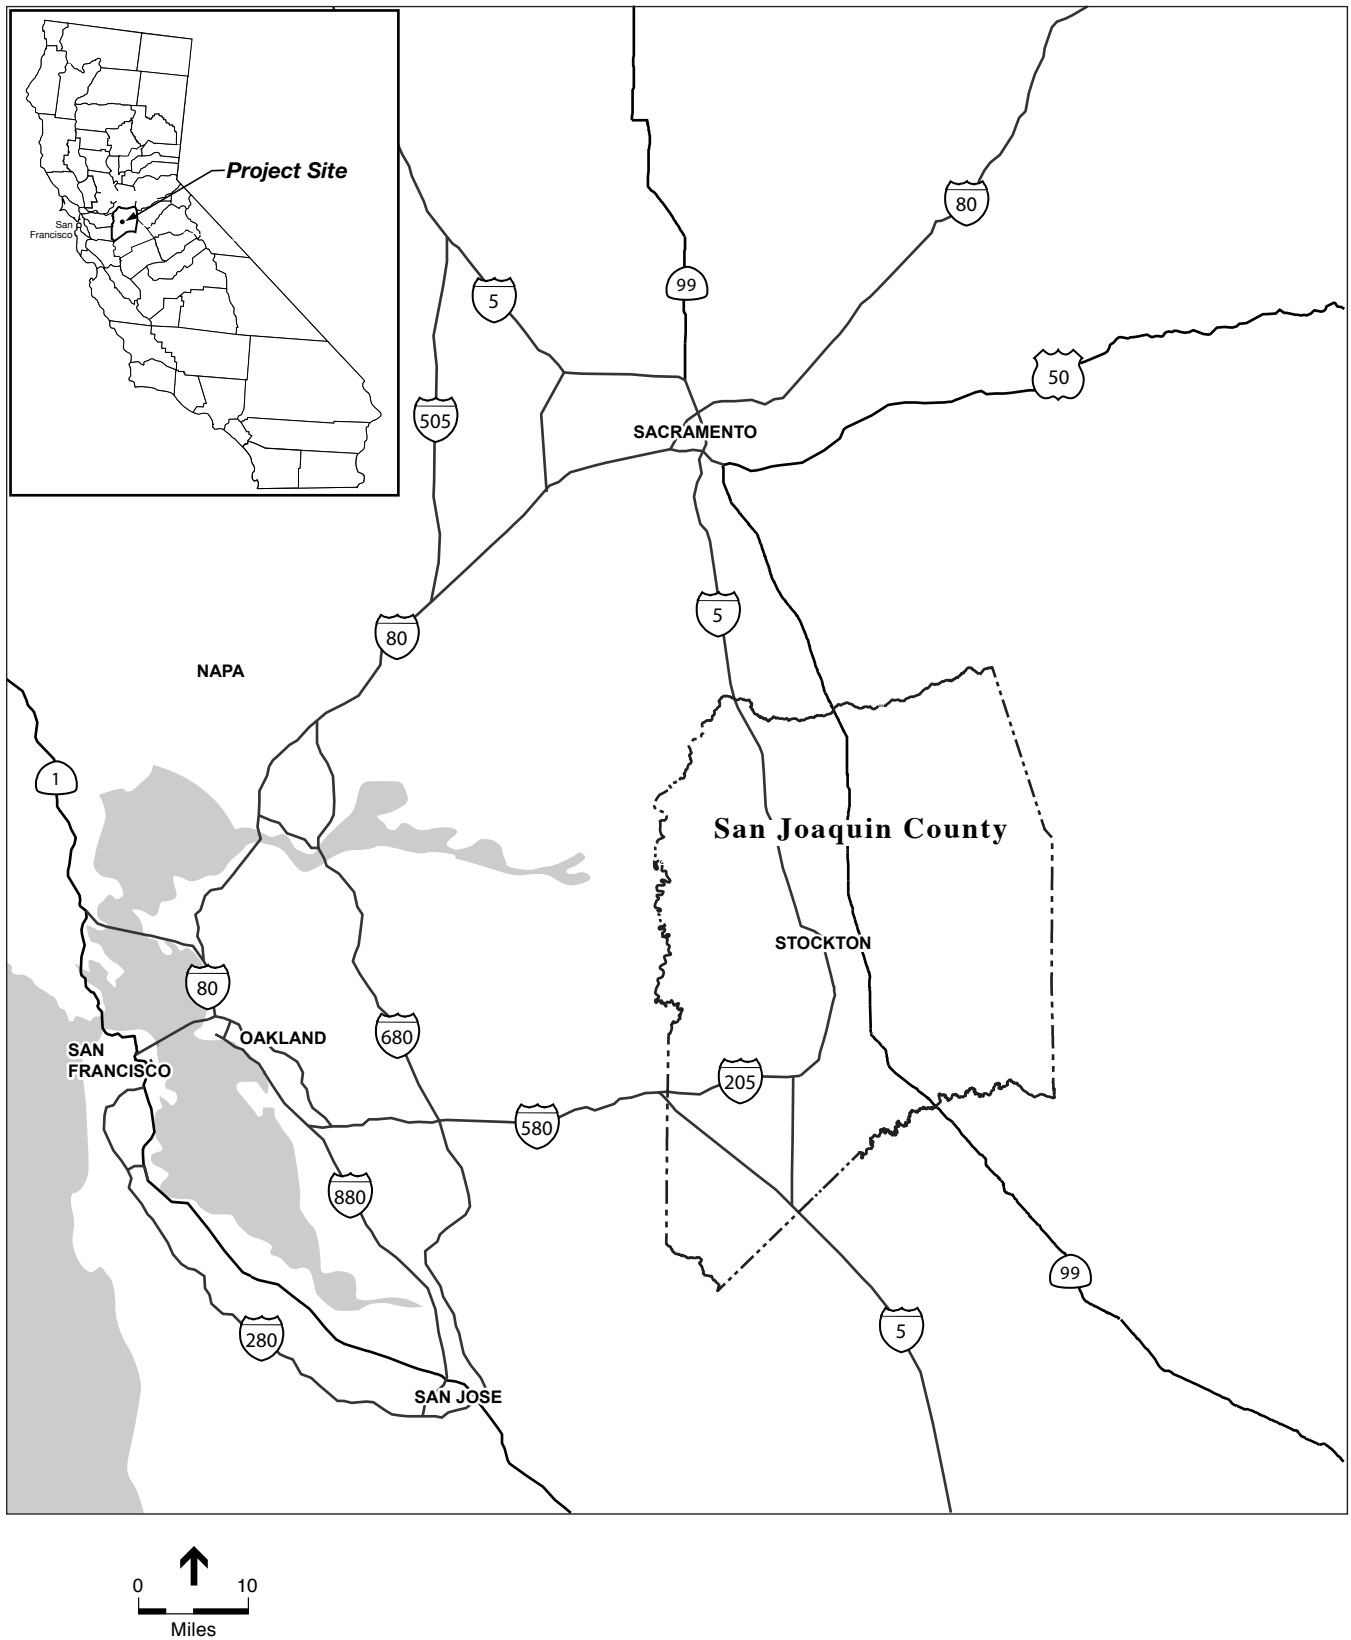 Project Site
San
Francisco
80
5
99
50
505
SACRAMENTO
5
80
NAPA
1
San Joaquin County
STOCKTON
80
680
OAKLAND
SAN
FRANCISCO
205
580
880
99
5
280
SAN JOSE
0 10
Miles